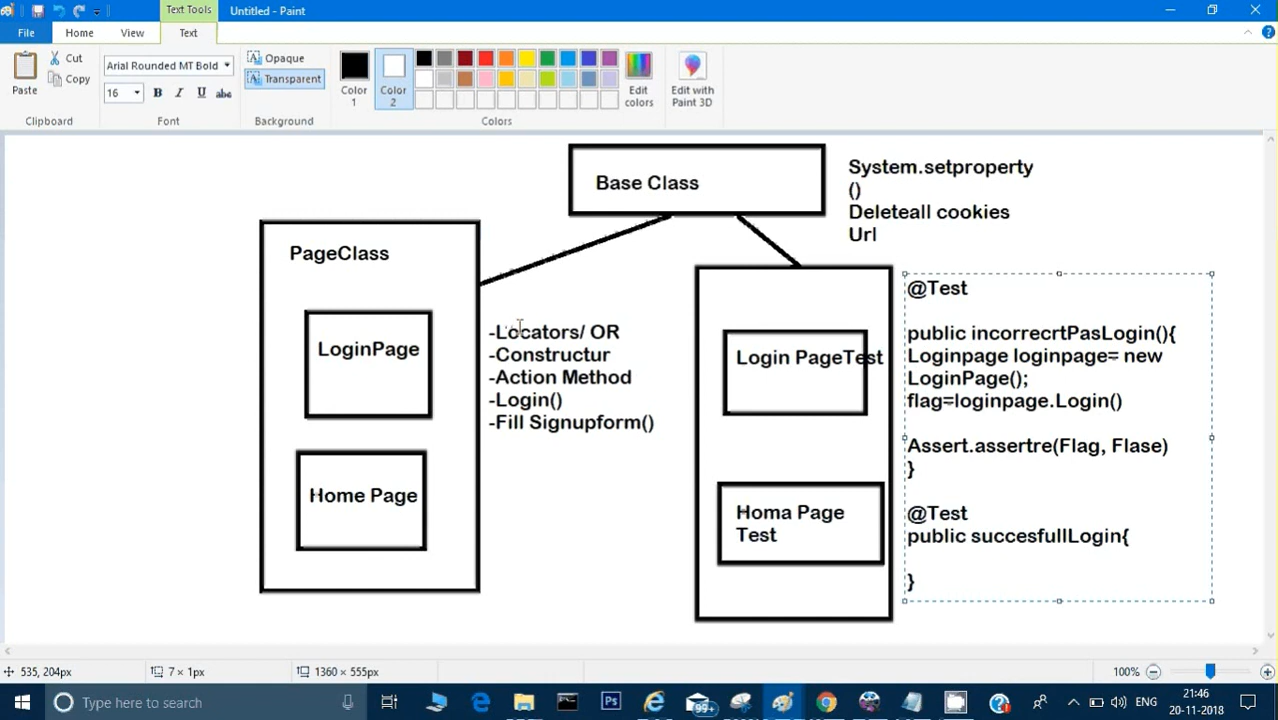 Text Tools
Untitled - Paint
File
Home
View
Text
Paste
Cut
Copy
Clipboard
Arial Rounded MT Bold
16
B I U abc
Font
Opaque
Transparent
Background
Color 1
Color 2
Edit colors
Colors
Edit with Paint 3D
Base Class
System.setproperty
()
Deleteall cookies
Url
PageClass
LoginPage
Home Page
-Locators/ OR
-Constructur
-Action Method
-Login()
-Fill Signupform()
Login PageTest
Homa Page
Test
@Test
public incorrecrtPasLogin(){
Loginpage loginpage= new
LoginPage();
flag=loginpage.Login()
Assert.assertre(Flag, Flase)
}
@Test
public succesfullLogin{
}
535, 204px
7 × 1px
1360 × 555px
100%
Type here to search
Ps
99+
ENG
21:46
20-11-2018